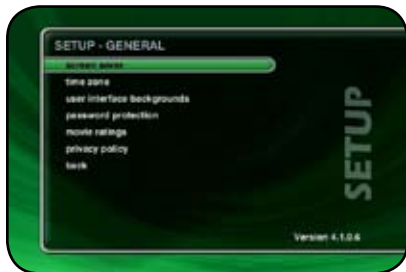 SETUP - GENERAL
screen saver
time zone
user interface backgrounds
password protection
movie ratings
privacy policy
back
SETUP
Version 4.1.0.6